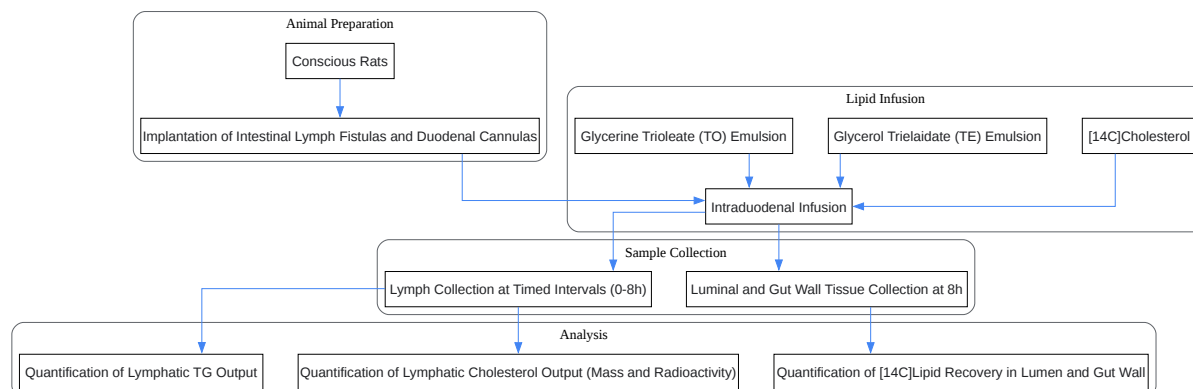 Animal Preparation
Conscious Rats
Implantation of Intestinal Lymph Fistulas and Duodenal Cannulas
Lipid Infusion
Glycerine Trioleate (TO) Emulsion
Glycerol Trielaidate (TE) Emulsion
[14C]Cholesterol
Intraduodenal Infusion
Sample Collection
Lymph Collection at Timed Intervals (0-8h)
Luminal and Gut Wall Tissue Collection at 8h
Analysis
Quantification of Lymphatic TG Output
Quantification of Lymphatic Cholesterol Output (Mass and Radioactivity)
Quantification of [14C]Lipid Recovery in Lumen and Gut Wall